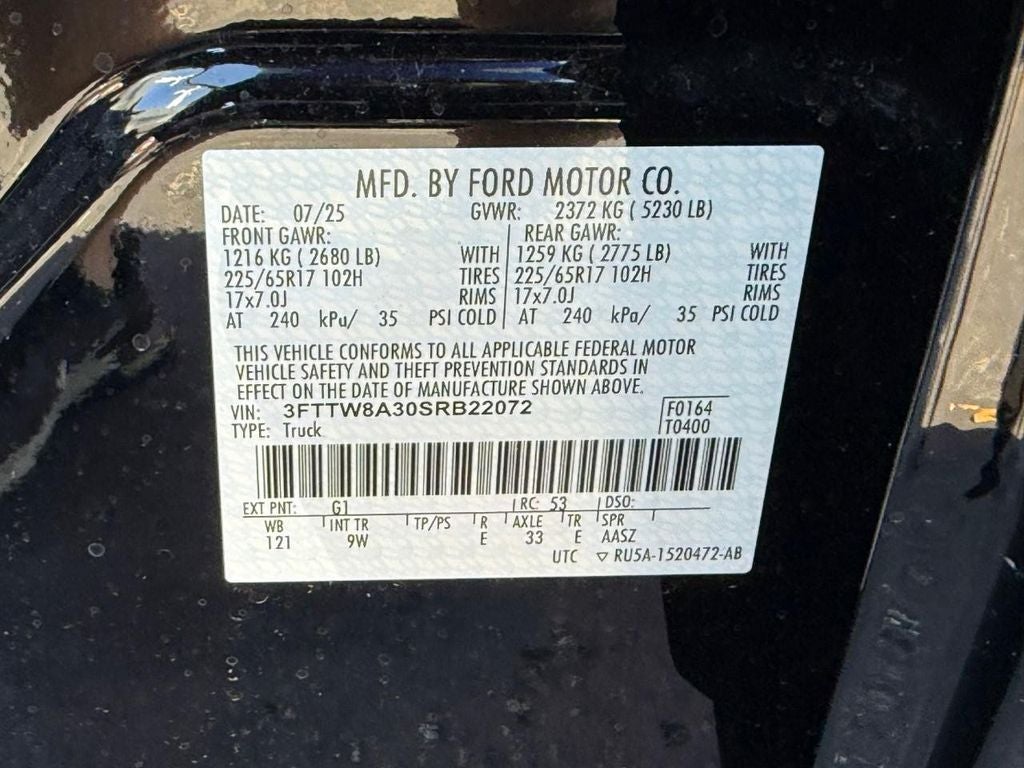 MFD. BY FORD MOTOR CO.
DATE: 07/25 GVWR: 2372 KG ( 5230 LB)
FRONT GAWR: REAR GAWR:
1216 KG ( 2680 LB) WITH 1259 KG ( 2775 LB) WITH
225/65R17 102H TIRES 225/65R17 102H TIRES
17x7.0J RIMS 17x7.0J RIMS
AT 240 kPa/ 35 PSI COLD AT 240 kPa/ 35 PSI COLD
THIS VEHICLE CONFORMS TO ALL APPLICABLE FEDERAL MOTOR
VEHICLE SAFETY AND THEFT PREVENTION STANDARDS IN
EFFECT ON THE DATE OF MANUFACTURE SHOWN ABOVE.
VIN: 3FTTW8A30SRB22072 F0164
TYPE: Truck T0400
EXT PNT: G1 RC: 53 DSO:
WB INT TR TP/PS R AXLE TR SPR
121 9W E 33 E AASZ
UTC ▽ RU5A-1520472-AB